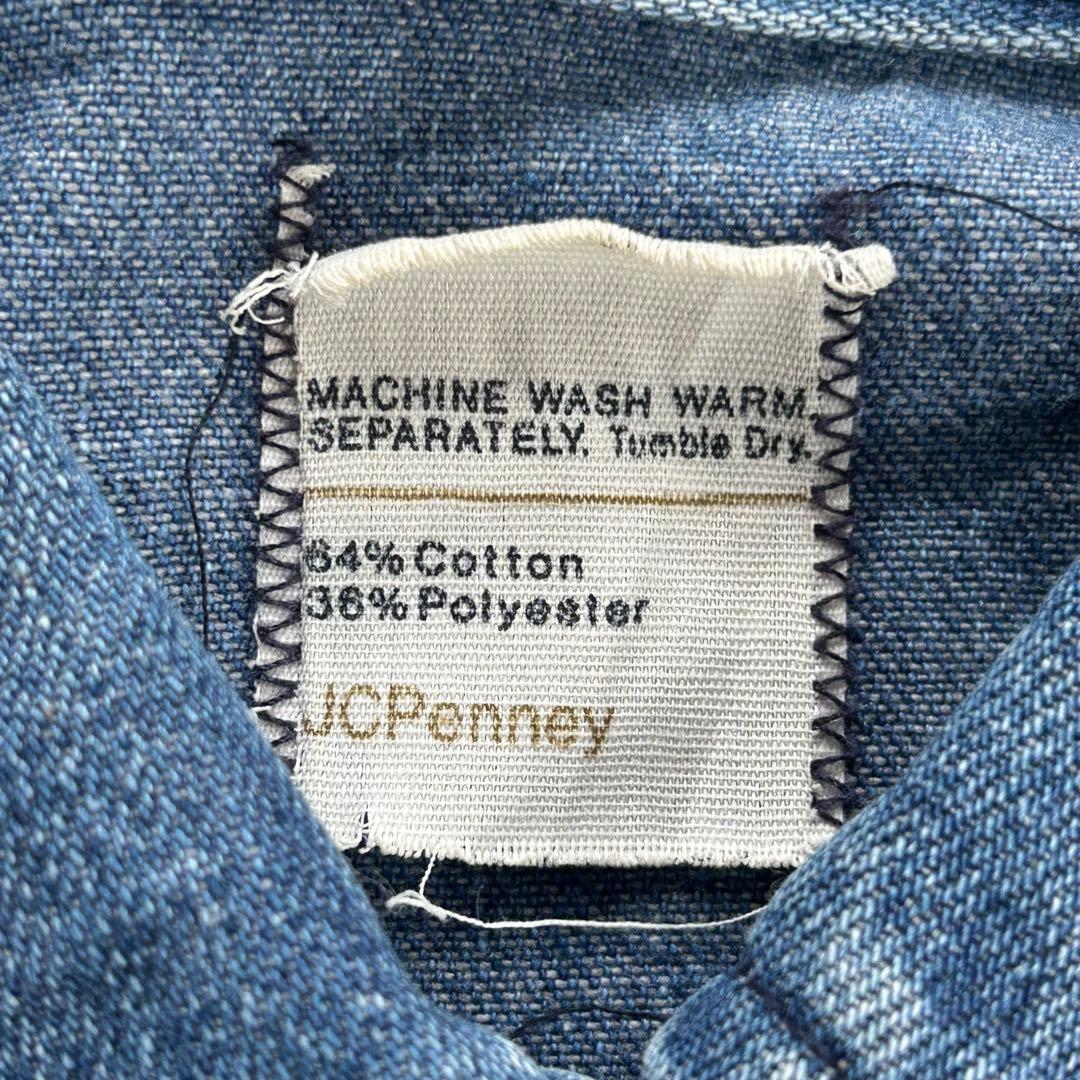 MACHINE WASH WARM,
SEPARATELY. Tumble Dry.
64% Cotton
36% Polyester
JCPenney